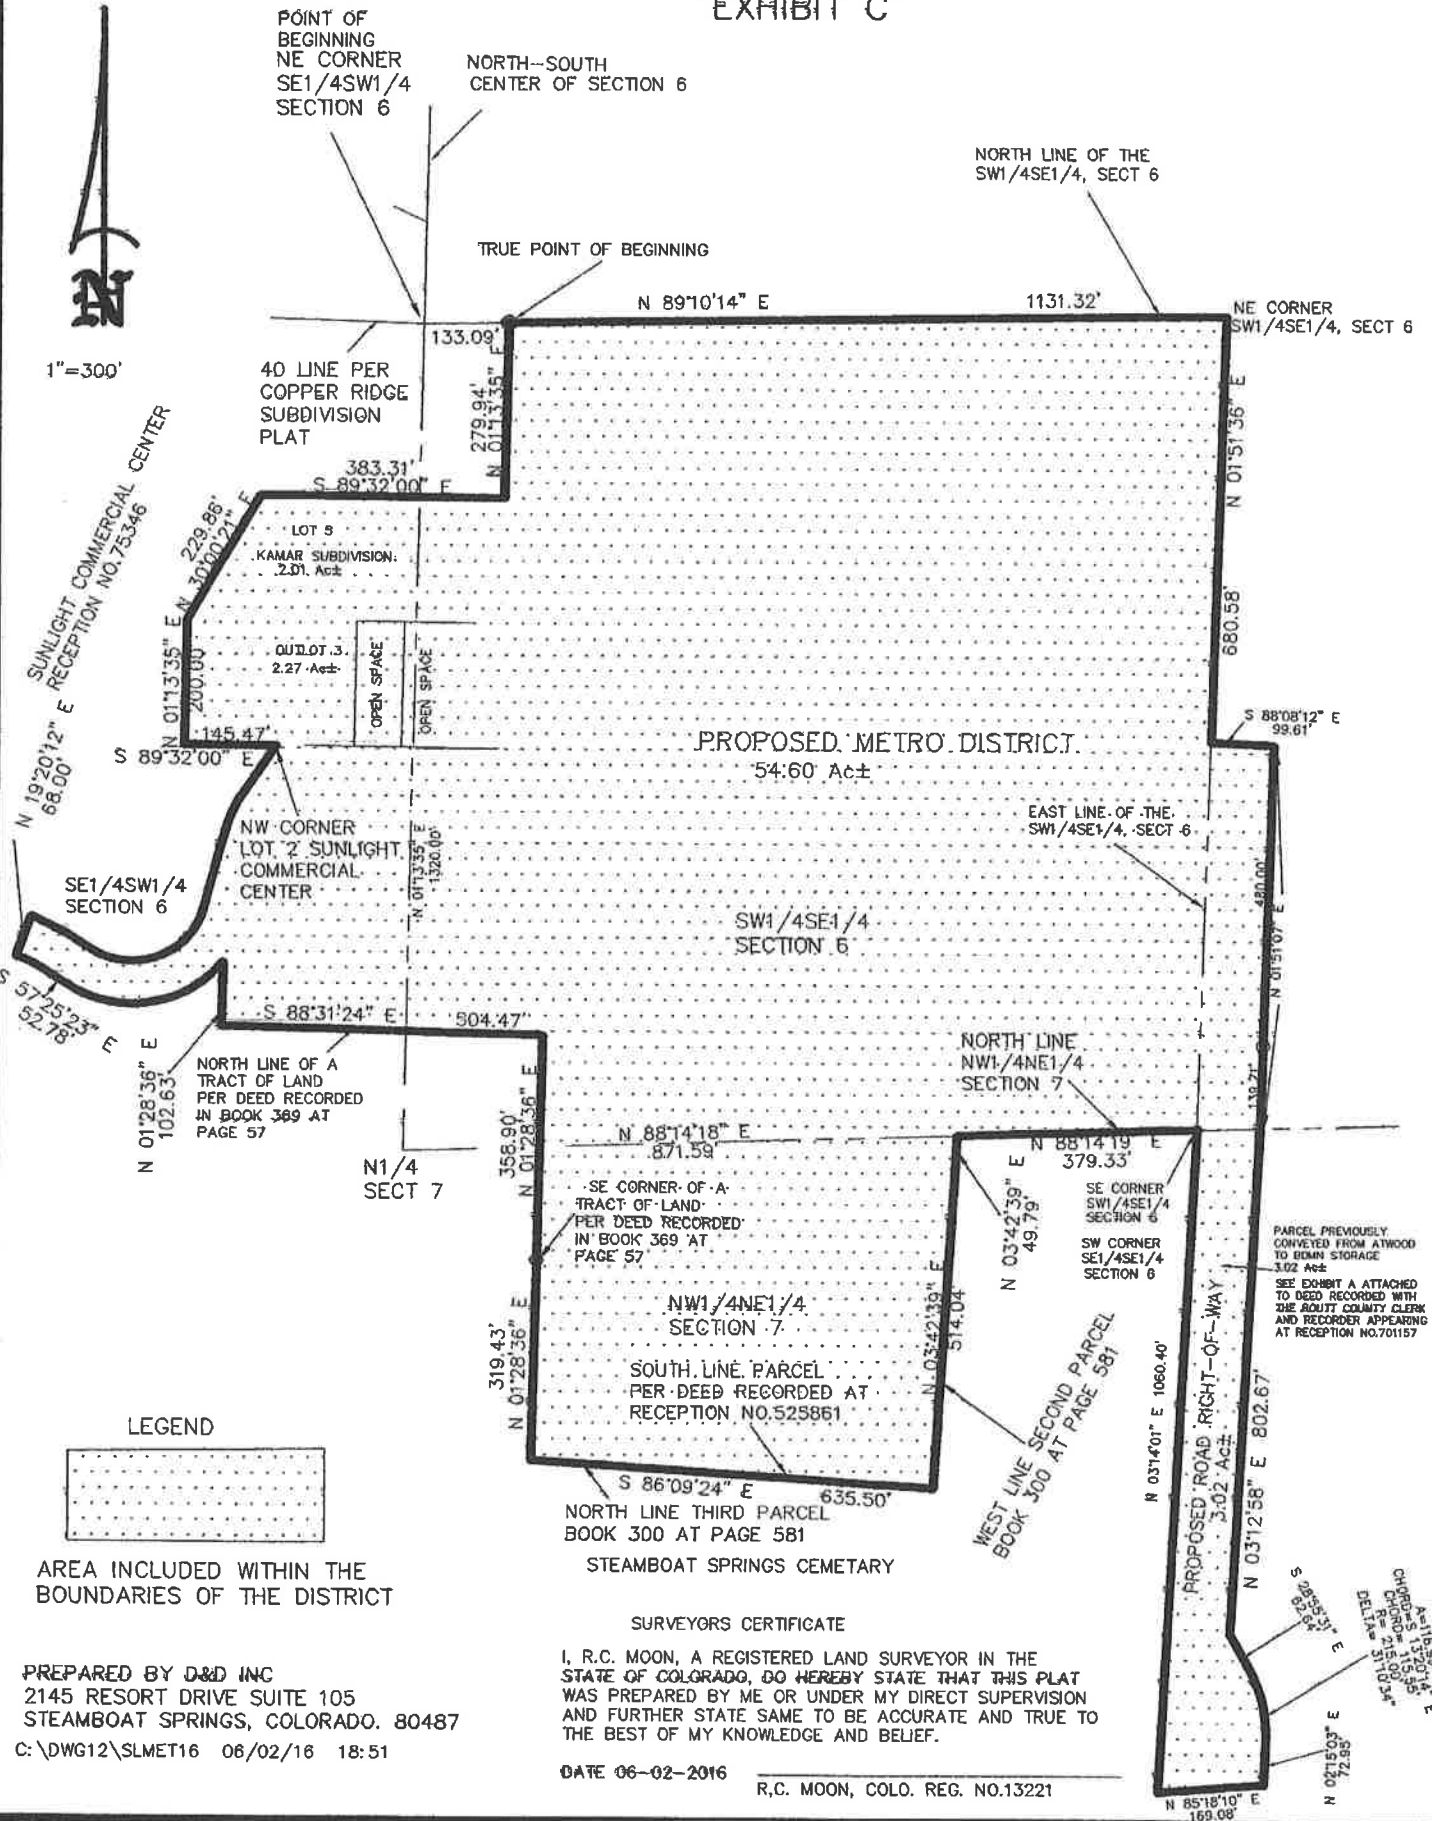 EXHIBIT C
POINT OF
BEGINNING
NE CORNER
SE1/4SW1/4
SECTION 6
NORTH--SOUTH
CENTER OF SECTION 6
NORTH LINE OF THE
SW1/4SE1/4, SECT 6
TRUE POINT OF BEGINNING
N
1"=300'
N 89°10'14" E
1131.32'
NE CORNER
SW1/4SE1/4, SECT 6
133.09'
40 LINE PER
COPPER RIDGE
SUBDIVISION
PLAT
279.94'
N 01°13'35" E
N 01°51'36" E
680.58'
383.31'
S 89°32'00" E
SUNLIGHT COMMERCIAL CENTER
RECEPTION NO.75346
229.86'
N 30°00'21" E
LOT
KAMAR SUBDIVISION
2.01 Ac±
N 01°13'35" E
200.00'
OUTLOT 3
2.27 Ac±
OPEN SPACE
OPEN SPACE
145.47'
S 89°32'00" E
N 19°20'12" E
68.00'
PROPOSED METRO DISTRICT
54.60 Ac±
S 88°08'12" E
99.61'
EAST LINE OF THE
SW1/4SE1/4, SECT 6
NW CORNER
LOT 2 SUNLIGHT
COMMERCIAL
CENTER
N 01°13'35" E
1320.00'
SE1/4SW1/4
SECTION 6
SW1/4SE1/4
SECTION 6
480.00'
N 01°51'07" E
139.71'
S 57°25'23" E
52.78'
S 88°31'24" E
504.47'
N 01°28'36" E
102.63'
NORTH LINE OF A
TRACT OF LAND
PER DEED RECORDED
IN BOOK 369 AT
PAGE 57
NORTH LINE
NW1/4NE1/4
SECTION 7
N1/4
SECT 7
358.90'
N 01°28'36" E
N 88°14'18" E
871.59'
N 88°14'19 E
379.33'
SE CORNER OF A
TRACT OF LAND
PER DEED RECORDED
IN BOOK 369 AT
PAGE 57
N 03°42'39" E
49.79'
SE CORNER
SW1/4SE1/4
SECTION 6
SW CORNER
SE1/4SE1/4
SECTION 6
PARCEL PREVIOUSLY
CONVEYED FROM ATWOOD
TO STORAGE
3.02 Ac±
SEE EXHIBIT A ATTACHED
TO DEED RECORDED WITH
THE ROUTT COUNTY CLERK
AND RECORDER APPEARING
AT RECEPTION NO.701157
NW1/4NE1/4
SECTION 7
319.43'
N 01°28'36" E
N 03°42'39" E
514.04'
SOUTH LINE PARCEL
PER DEED RECORDED AT
RECEPTION NO.525861
WEST LINE SECOND PARCEL
BOOK 300 AT PAGE 581
N 03°14'01" E 1060.40'
PROPOSED ROAD RIGHT-OF-WAY
3.02 Ac±
N 03°12'58" E 802.67'
S 86°09'24" E
635.50'
NORTH LINE THIRD PARCEL
BOOK 300 AT PAGE 581
STEAMBOAT SPRINGS CEMETARY
LEGEND
AREA INCLUDED WITHIN THE
BOUNDARIES OF THE DISTRICT
S 28°55'31" E
62.64'
CHORD=S 13°20'14" E
CHORD= 115.55'
R= 215.00'
DELTA= 31°10'34"
N 02°15'03" E
72.95'
N 85°18'10" E
169.08'
SURVEYORS CERTIFICATE
I, R.C. MOON, A REGISTERED LAND SURVEYOR IN THE
STATE OF COLORADO, DO HEREBY STATE THAT THIS PLAT
WAS PREPARED BY ME OR UNDER MY DIRECT SUPERVISION
AND FURTHER STATE SAME TO BE ACCURATE AND TRUE TO
THE BEST OF MY KNOWLEDGE AND BELIEF.
DATE 06-02-2016
R.C. MOON, COLO. REG. NO.13221
PREPARED BY D&D INC
2145 RESORT DRIVE SUITE 105
STEAMBOAT SPRINGS, COLORADO. 80487
C:\DWG12\SLMET16 06/02/16 18:51